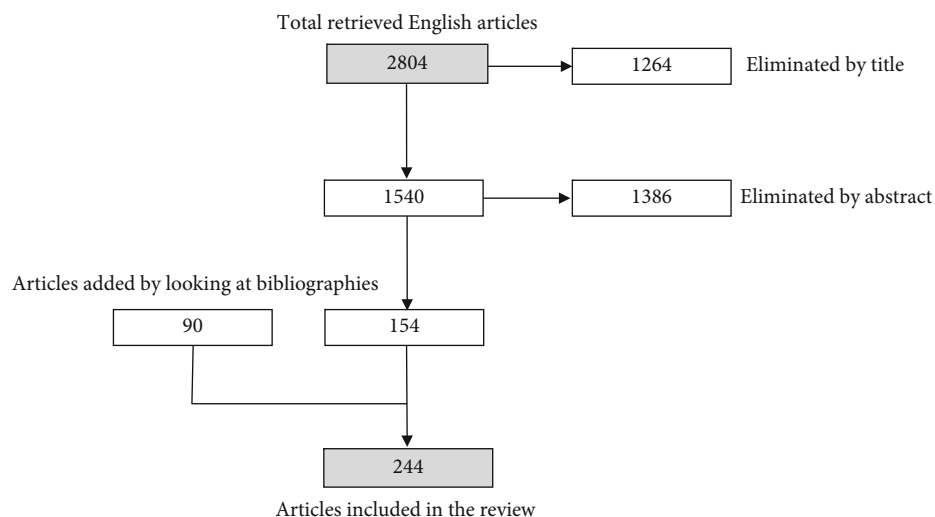 Total retrieved English articles
2804
1264
Eliminated by title
1540
1386
Eliminated by abstract
Articles added by looking at bibliographies
90
154
244
Articles included in the review